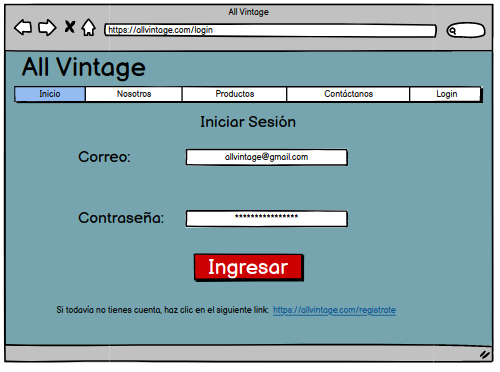 All Vintage
https://allvintage.com/login
All Vintage
Inicio Nosotros Productos Contáctanos Login
Iniciar Sesión
Correo: allvintage@gmail.com
Contraseña: ***************
Ingresar
Si todavía no tienes cuenta, haz clic en el siguiente link: https://allvintage.com/registrate